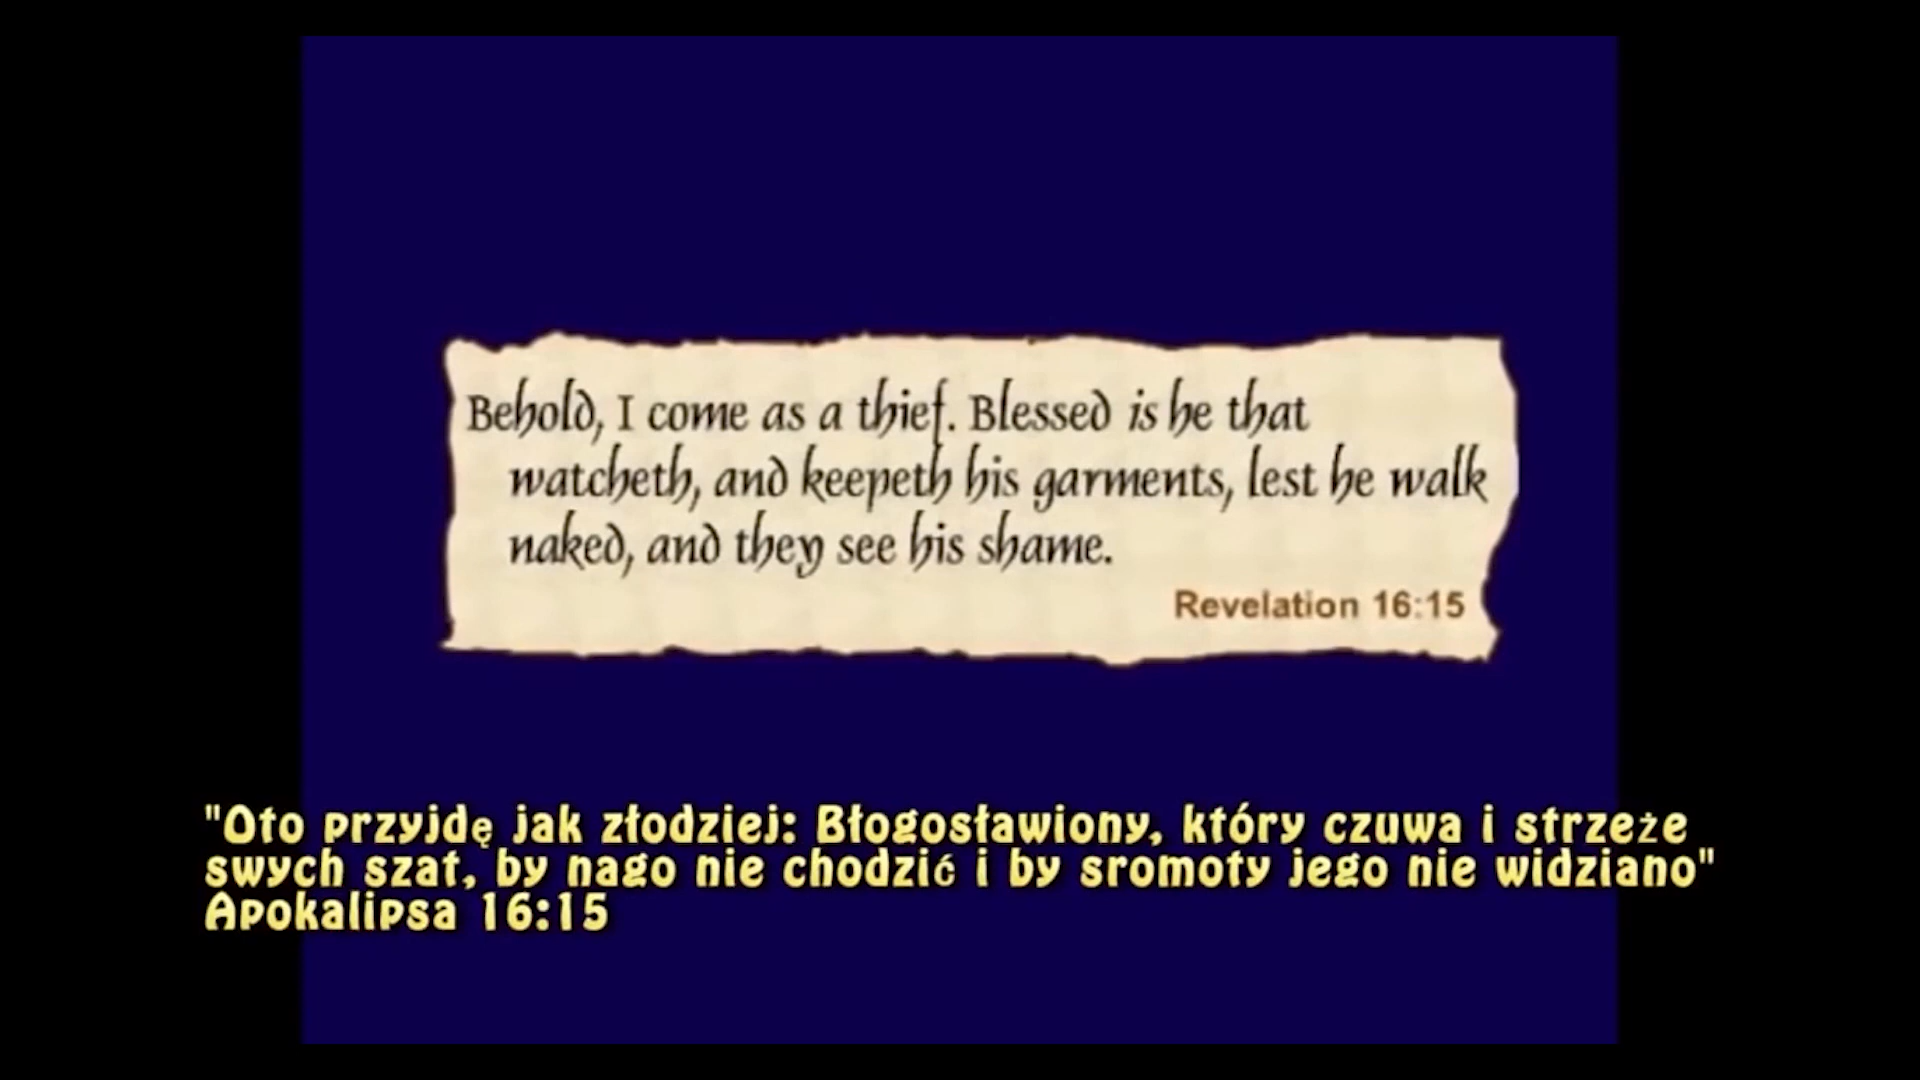 Behold, I come as a thief. Blessed is he that
watcheth, and keepeth his garments, lest he walk
naked, and they see his shame.
Revelation 16:15
"Oto przyjdę jak złodziej: Błogosławiony, który czuwa i strzeże
swych szat, by nago nie chodzić i by sromoty jego nie widziano"
Apokalipsa 16:15